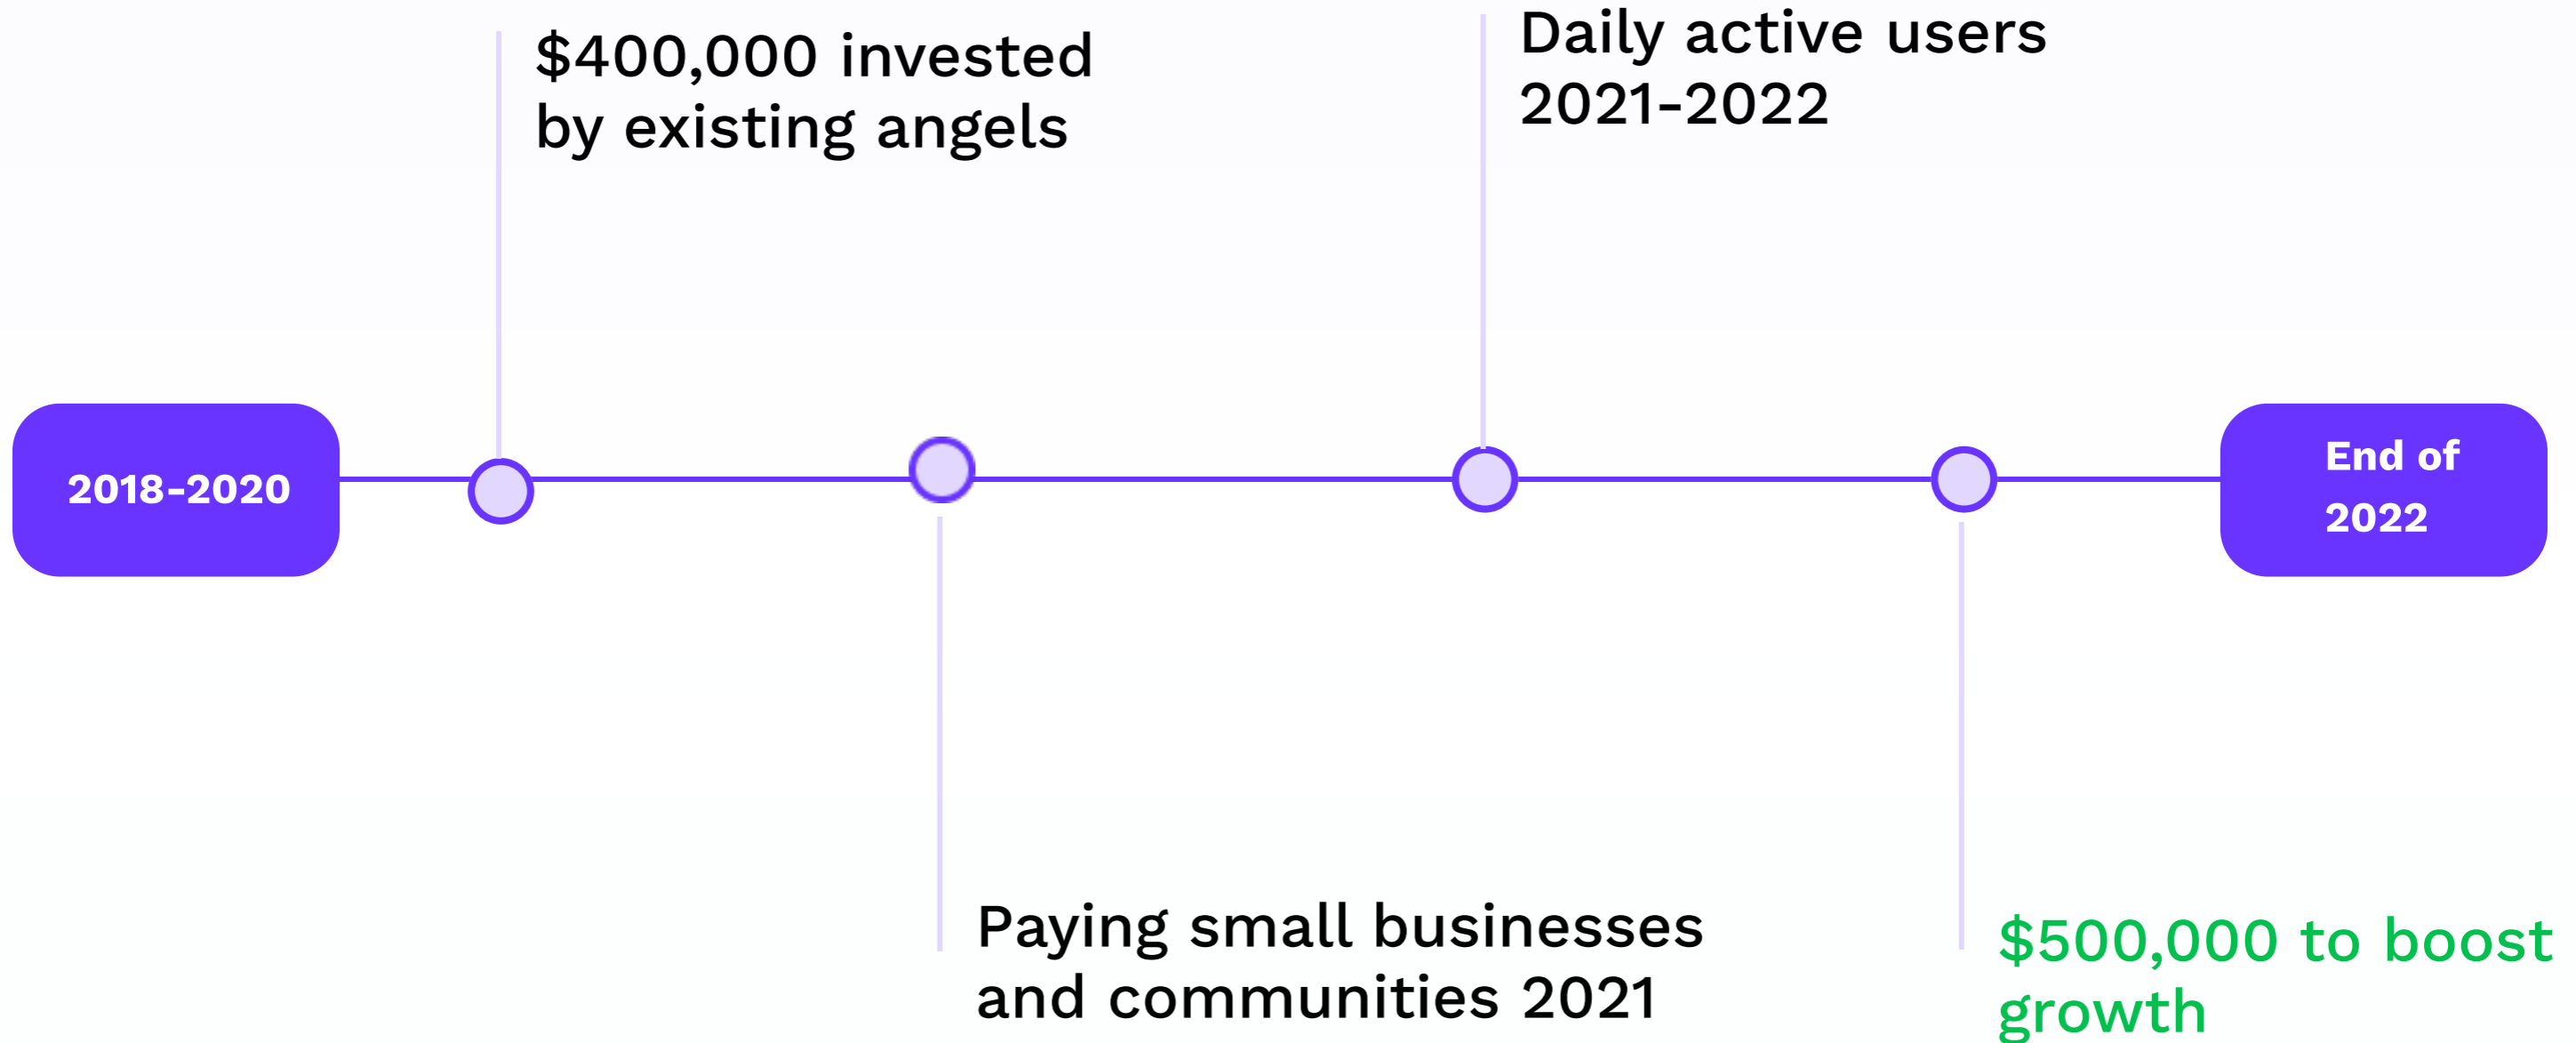 $400,000 invested
by existing angels
Daily active users
2021-2022
2018-2020
End of
2022
Paying small businesses
and communities 2021
$500,000 to boost
growth